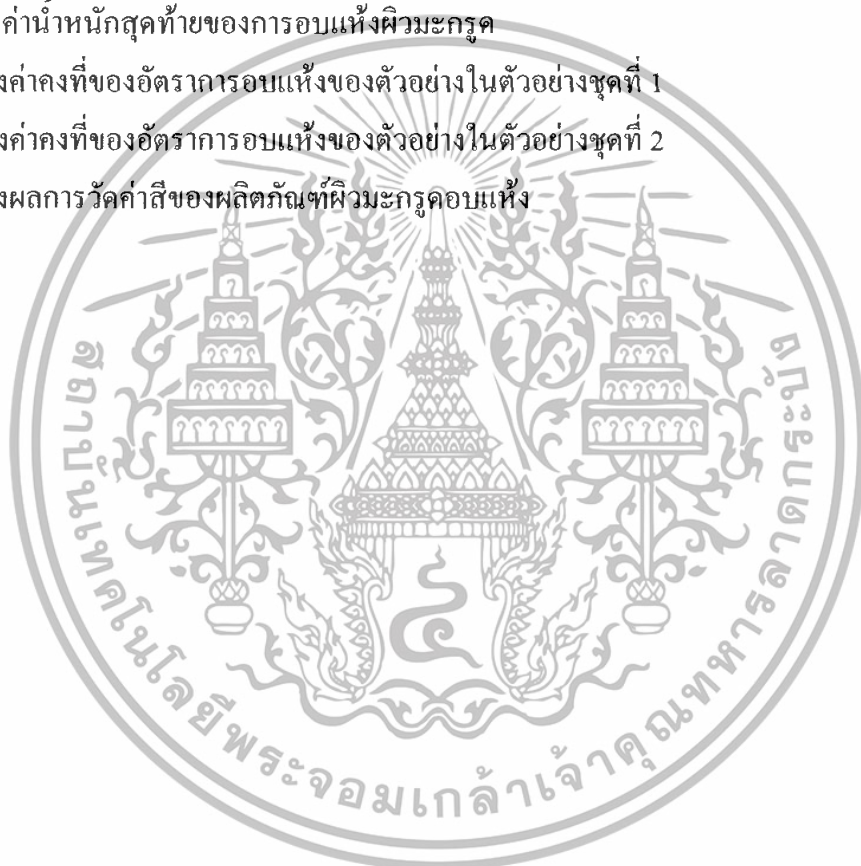 ค่าน้ำหนักสุดท้ายของการอบแห้งผิวมะกรูด
งค่าคงที่ของอัตราการอบแห้งของตัวอย่างในตัวอย่างชุดที่ 1
งค่าคงที่ของอัตราการอบแห้งของตัวอย่างในตัวอย่างชุดที่ 2
งผลการวัดค่าสีของผลิตภัณฑ์ผิวมะกรูดอบแห้ง
สถาบันเทคโนโลยีพระจอมเกล้าเจ้าคุณทหารลาดกระบัง